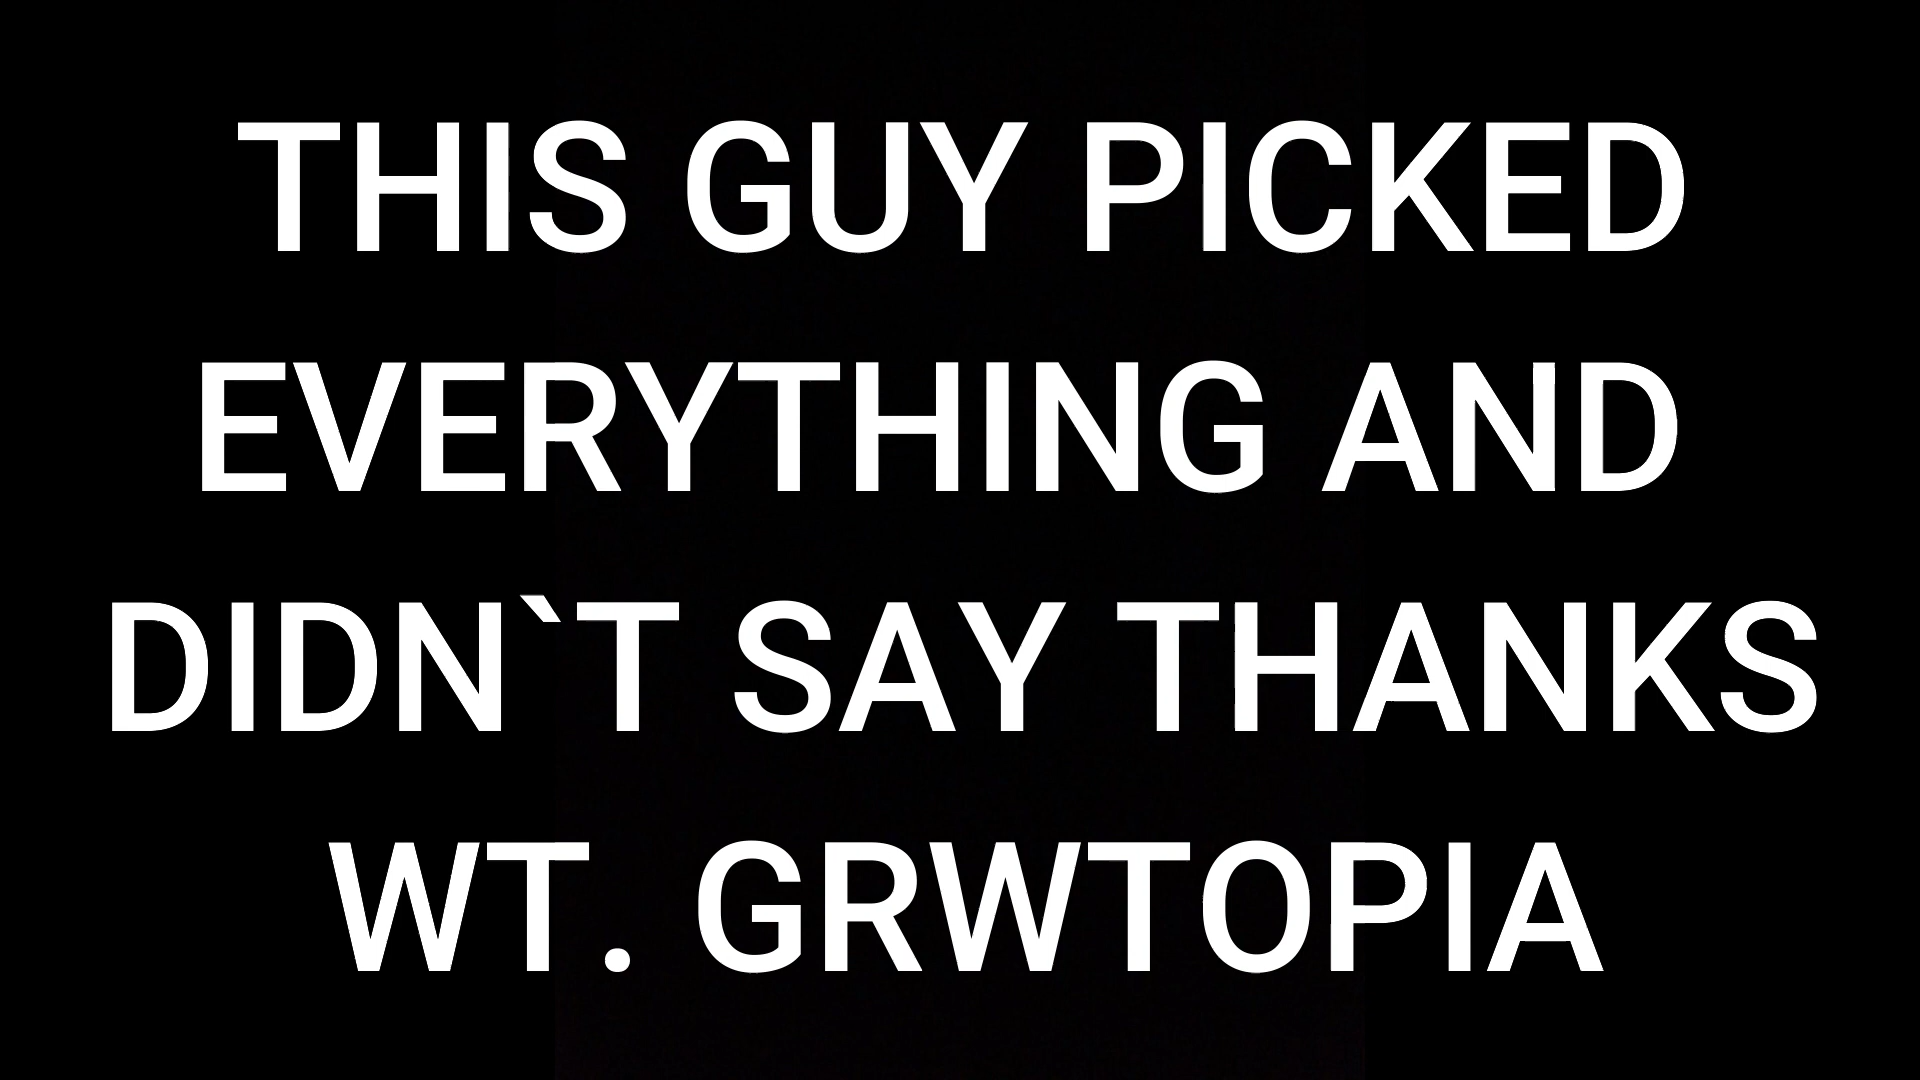 THIS GUY PICKED
EVERYTHING AND
DIDN`T SAY THANKS
WT. GRWTOPIA